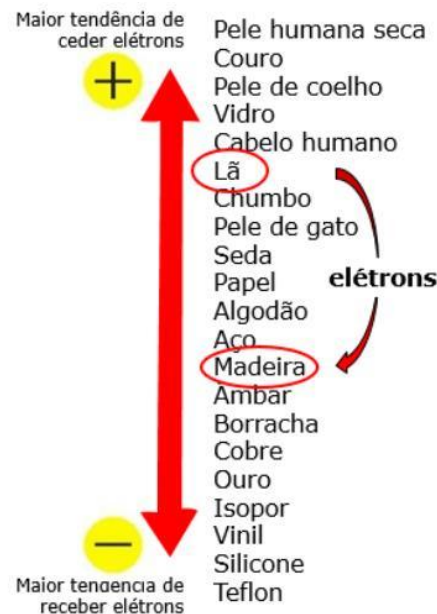 Maior tendência de
ceder elétrons
+
Pele humana seca
Couro
Pele de coelho
Vidro
Cabelo humano
Lã
Chumbo
Pele de gato
Seda
Papel
elétrons
Algodão
Aço
Madeira
Âmbar
Borracha
Cobre
Ouro
Isopor
Vinil
Silicone
Teflon
−
Maior tendência de
receber elétrons